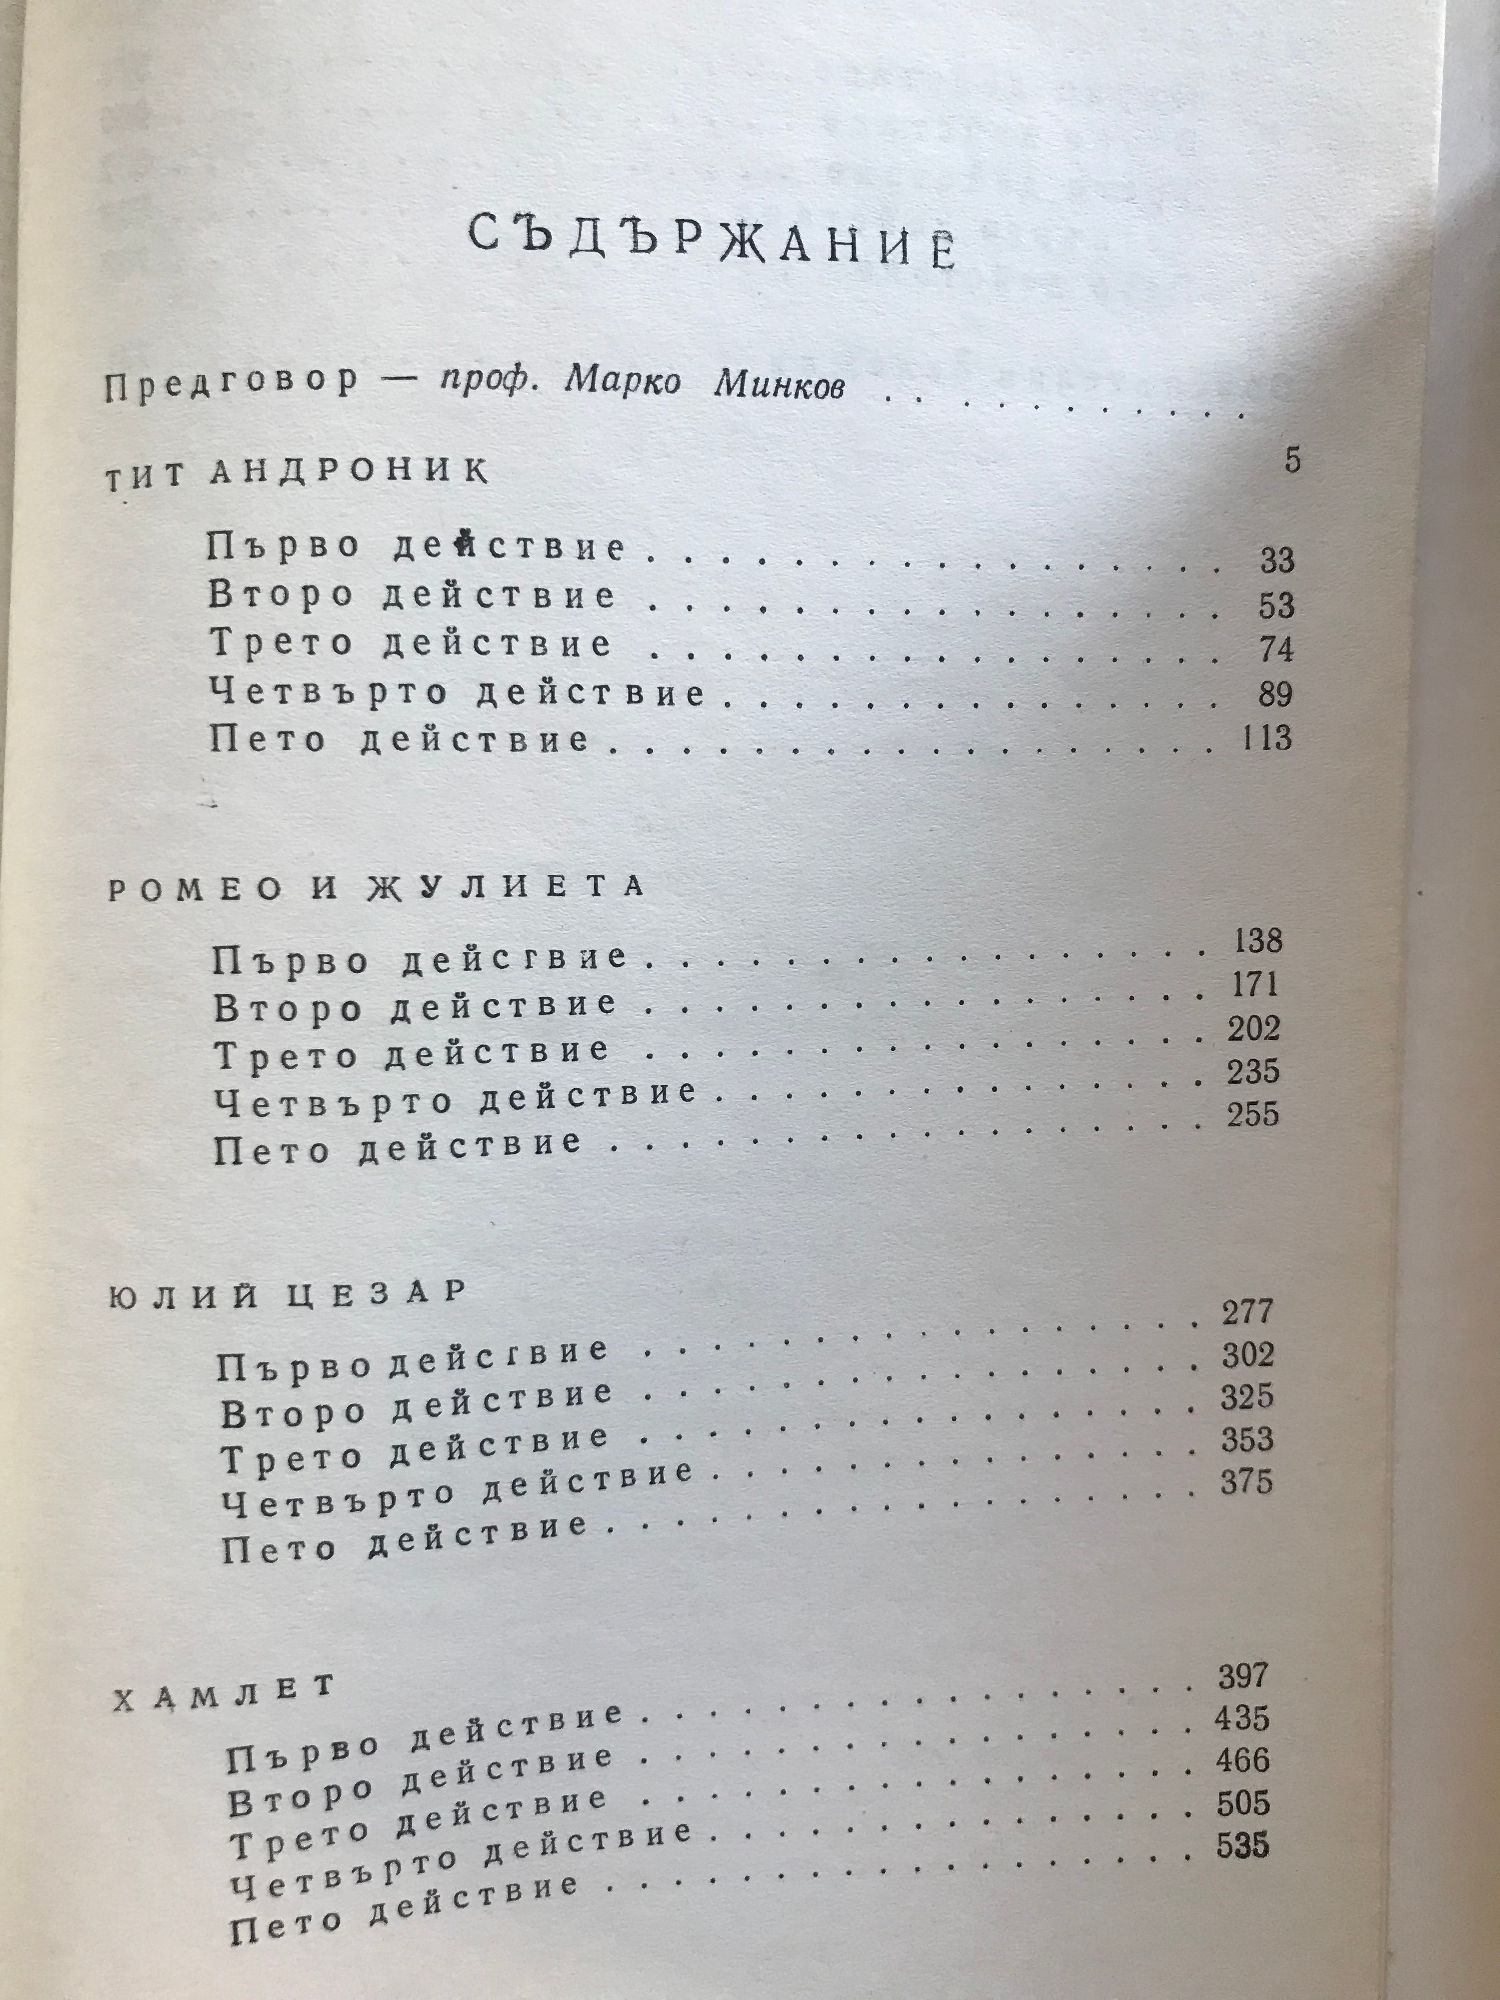 СЪДЪРЖАНИЕ
Предговор — проф. Марко Минков . . . . . . . . . . . 5
ТИТ АНДРОНИК
Първо действие . . . . . . . . . . . . . . . . 33
Второ действие . . . . . . . . . . . . . . . . 53
Трето действие . . . . . . . . . . . . . . . . 74
Четвърто действие . . . . . . . . . . . . . . 89
Пето действие . . . . . . . . . . . . . . . . . 113
РОМЕО И ЖУЛИЕТА
Първо действие . . . . . . . . . . . . . . . . 138
Второ действие . . . . . . . . . . . . . . . . 171
Трето действие . . . . . . . . . . . . . . . . 202
Четвърто действие . . . . . . . . . . . . . . 235
Пето действие . . . . . . . . . . . . . . . . . 255
ЮЛИЙ ЦЕЗАР
Първо действие . . . . . . . . . . . . . . . . 277
Второ действие . . . . . . . . . . . . . . . . 302
Трето действие . . . . . . . . . . . . . . . . 325
Четвърто действие . . . . . . . . . . . . . . 353
Пето действие . . . . . . . . . . . . . . . . . 375
ХАМЛЕТ
Първо действие . . . . . . . . . . . . . . . . 397
Второ действие . . . . . . . . . . . . . . . . 435
Трето действие . . . . . . . . . . . . . . . . 466
Четвърто действие . . . . . . . . . . . . . . 505
Пето действие . . . . . . . . . . . . . . . . . 535